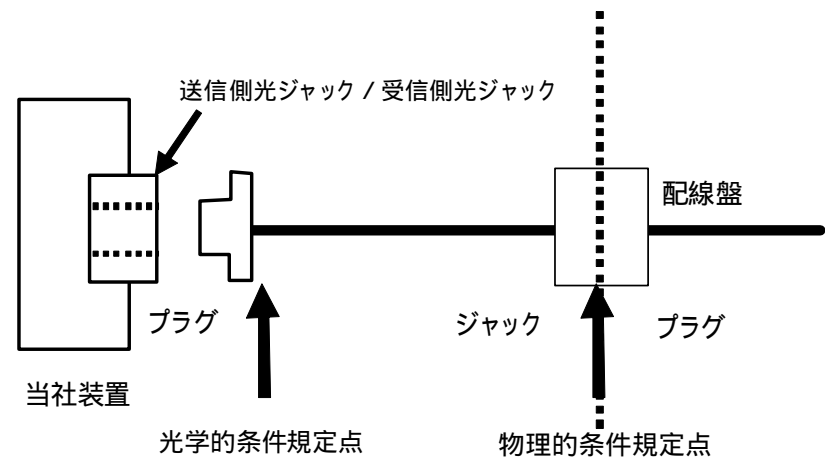 送信側光ジャック / 受信側光ジャック
配線盤
プラグ
ジャック
プラグ
当社装置
光学的条件規定点
物理的条件規定点